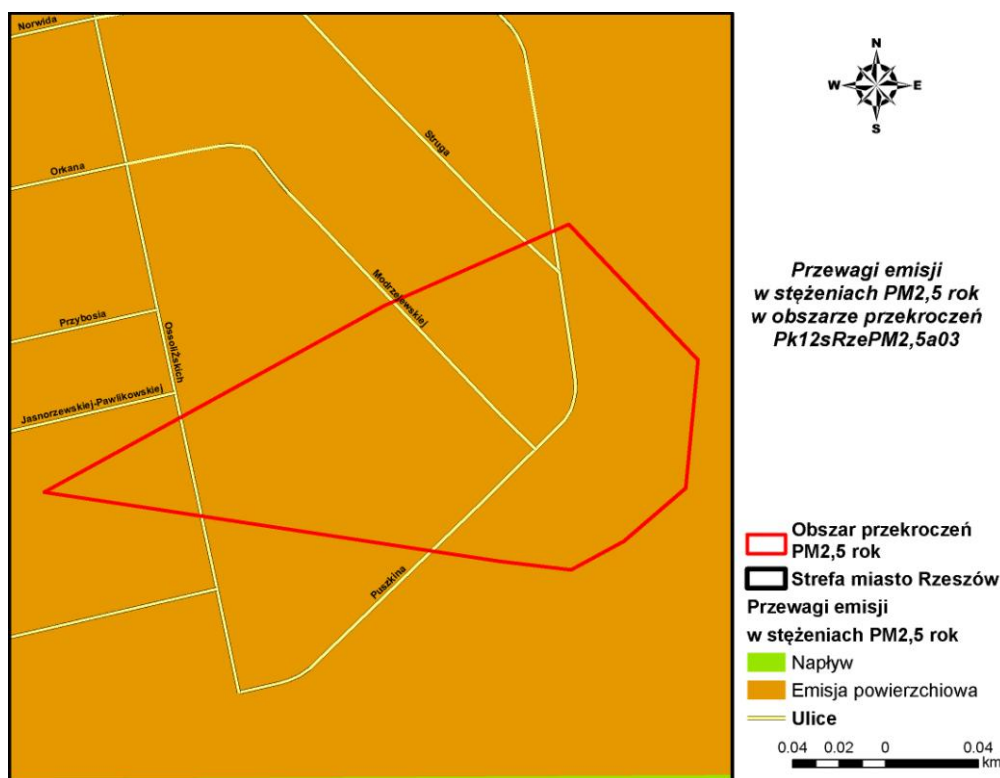 Norwida
Struga
Orkana
Modrzejewskiej
Przybosia
OssoliŻskich
Jasnorzewskiej-Pawlikowskiej
Puszkina
N
W
E
S
Przewagi emisji
w stężeniach PM2,5 rok
w obszarze przekroczeń
Pk12sRzePM2,5a03
Obszar przekroczeń
PM2,5 rok
Strefa miasto Rzeszów
Przewagi emisji
w stężeniach PM2,5 rok
Napływ
Emisja powierzchiowa
Ulice
0.04 0.02 0 0.04
km